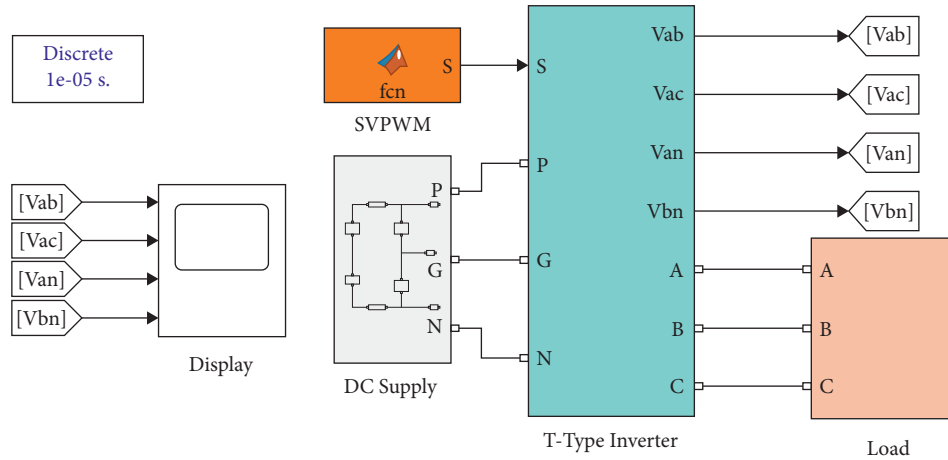 Discrete
1e-05 s.
[Vab]
[Vac]
[Van]
[Vbn]
Display
S
fcn
SVPWM
P
G
N
DC Supply
S
P
G
N
Vab
Vac
Van
Vbn
A
B
C
T-Type Inverter
[Vab]
[Vac]
[Van]
[Vbn]
A
B
C
Load